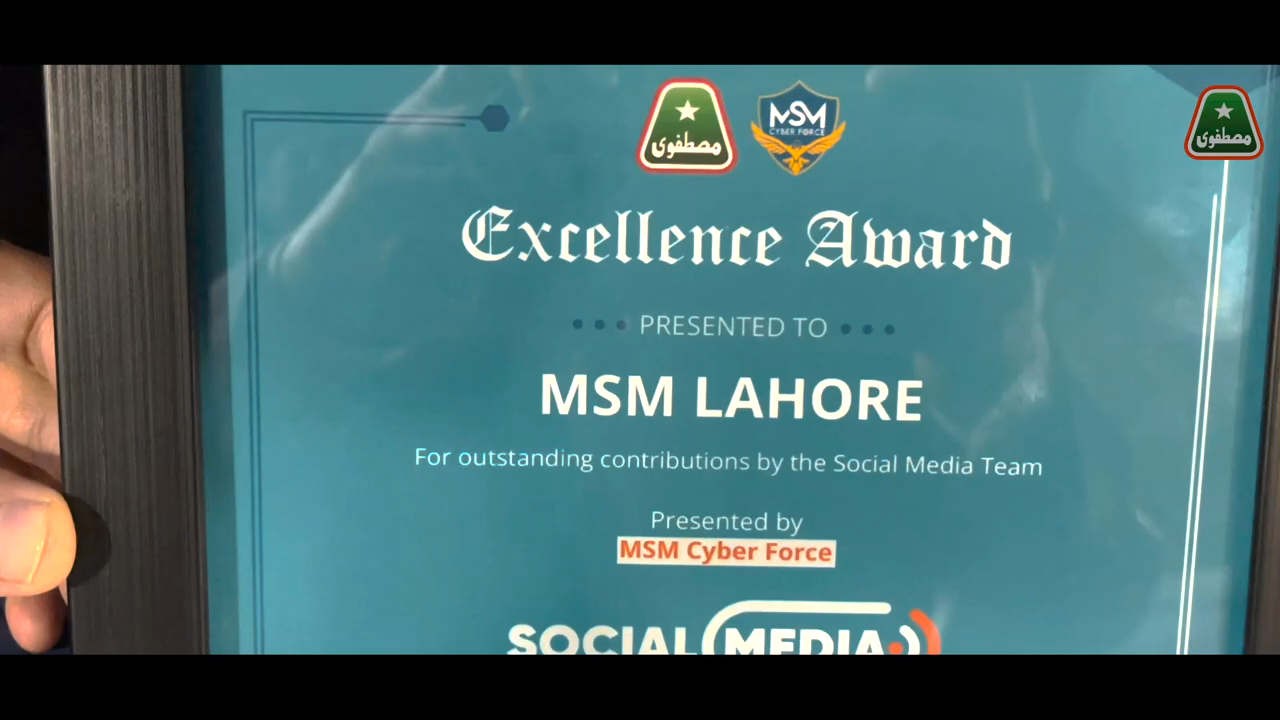 مصطفوی
MSM
CYBER FORCE
مصطفوی
Excellence Award
PRESENTED TO
MSM LAHORE
For outstanding contributions by the Social Media Team
Presented by
MSM Cyber Force
SOCIAL MEDIA